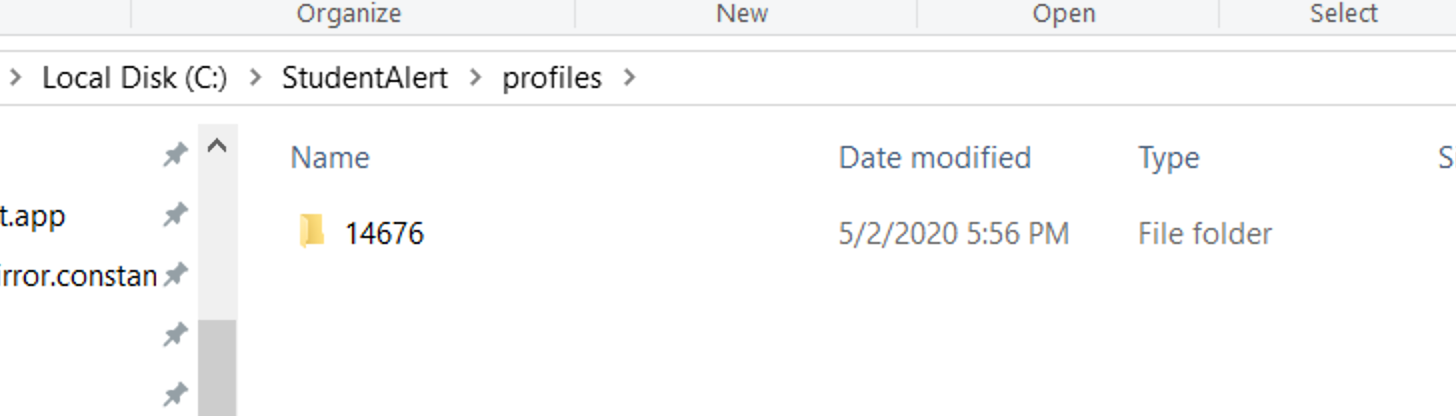 Organize New Open Select
Local Disk (C:) StudentAlert profiles
Name Date modified Type S
t.app
14676 5/2/2020 5:56 PM File folder
irror.constan